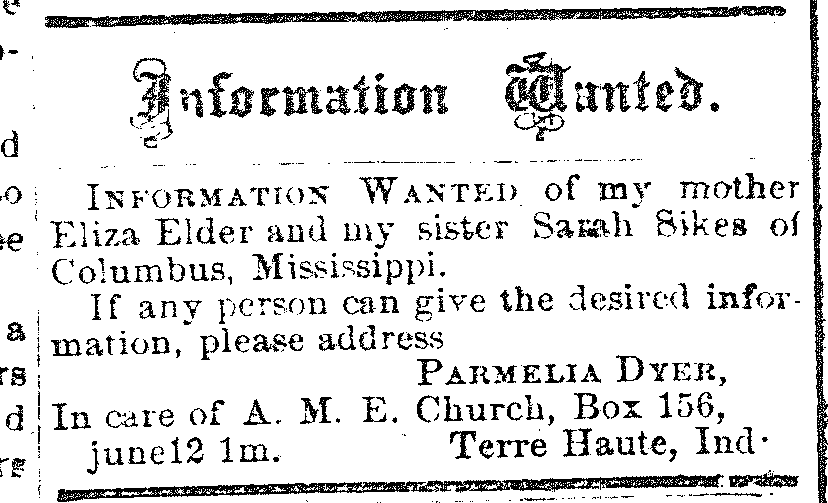 Information Wanted.
INFORMATION WANTED of my mother
Eliza Elder and my sister Sarah Sikes of
Columbus, Mississippi.
If any person can give the desired infor-
mation, please address
PARMELIA DYER,
In care of A. M. E. Church, Box 156,
june12 1m. Terre Haute, Ind.